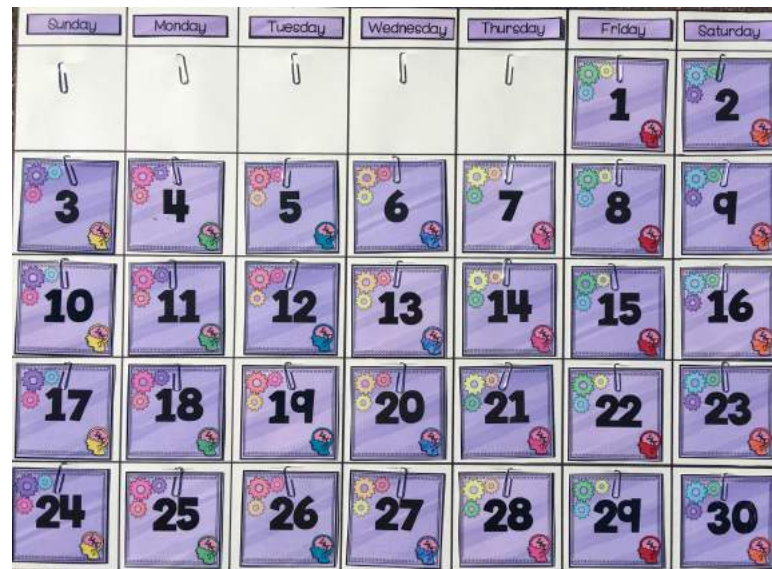 Sunday Monday Tuesday Wednesday Thursday Friday Saturday
1 2
3 4 5 6 7 8 9
10 11 12 13 14 15 16
17 18 19 20 21 22 23
24 25 26 27 28 29 30